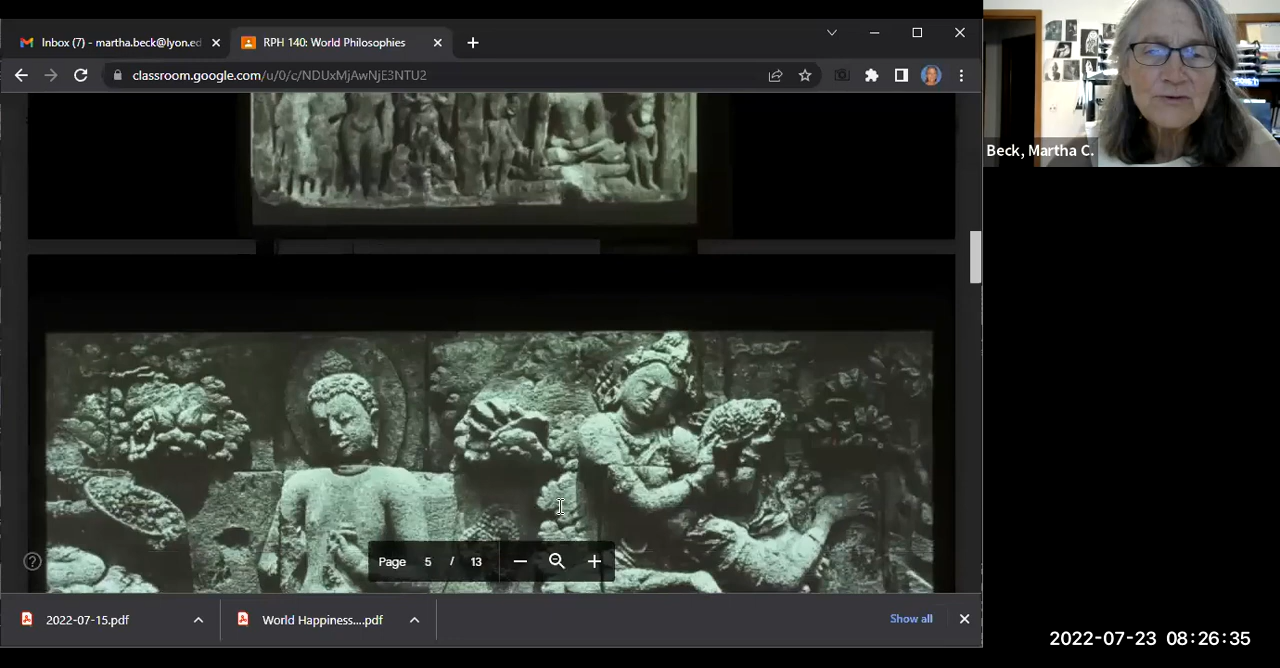 Inbox (7) - martha.beck@lyon.ed
RPH 140: World Philosophies
classroom.google.com/u/0/c/NDUxMjAwNjE3NTU2
Beck, Martha C.
Page 5 / 13
2022-07-15.pdf
World Happiness....pdf
Show all
2022-07-23 08:26:35